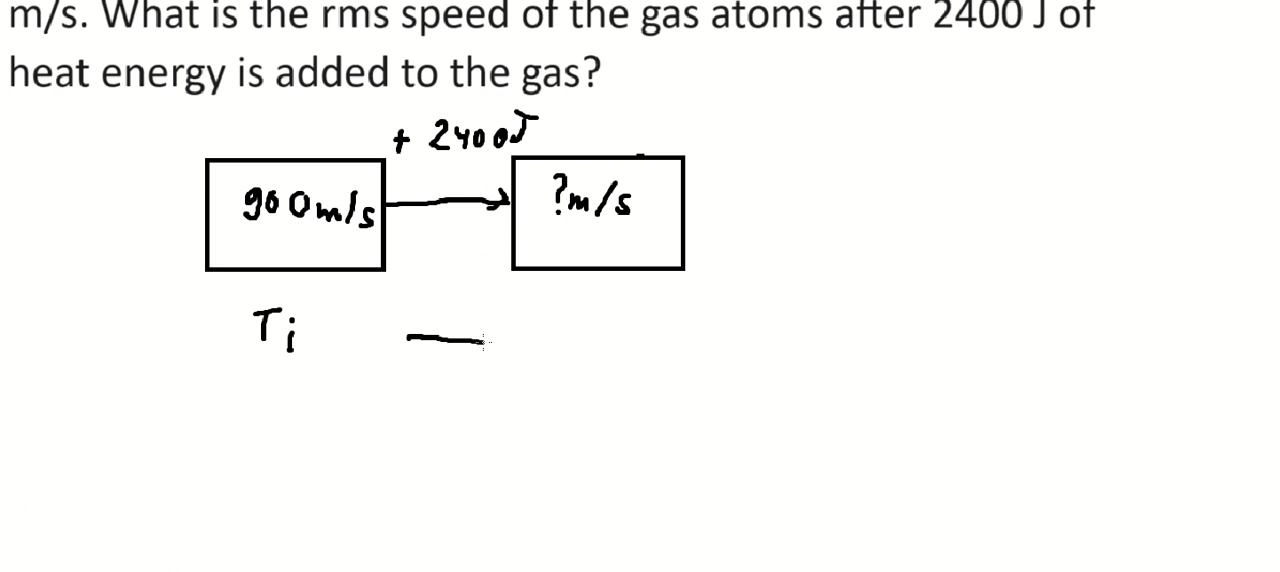 m/s. What is the rms speed of the gas atoms after 2400 J of
heat energy is added to the gas?
+ 2400J
900m/s
?m/s
Ti